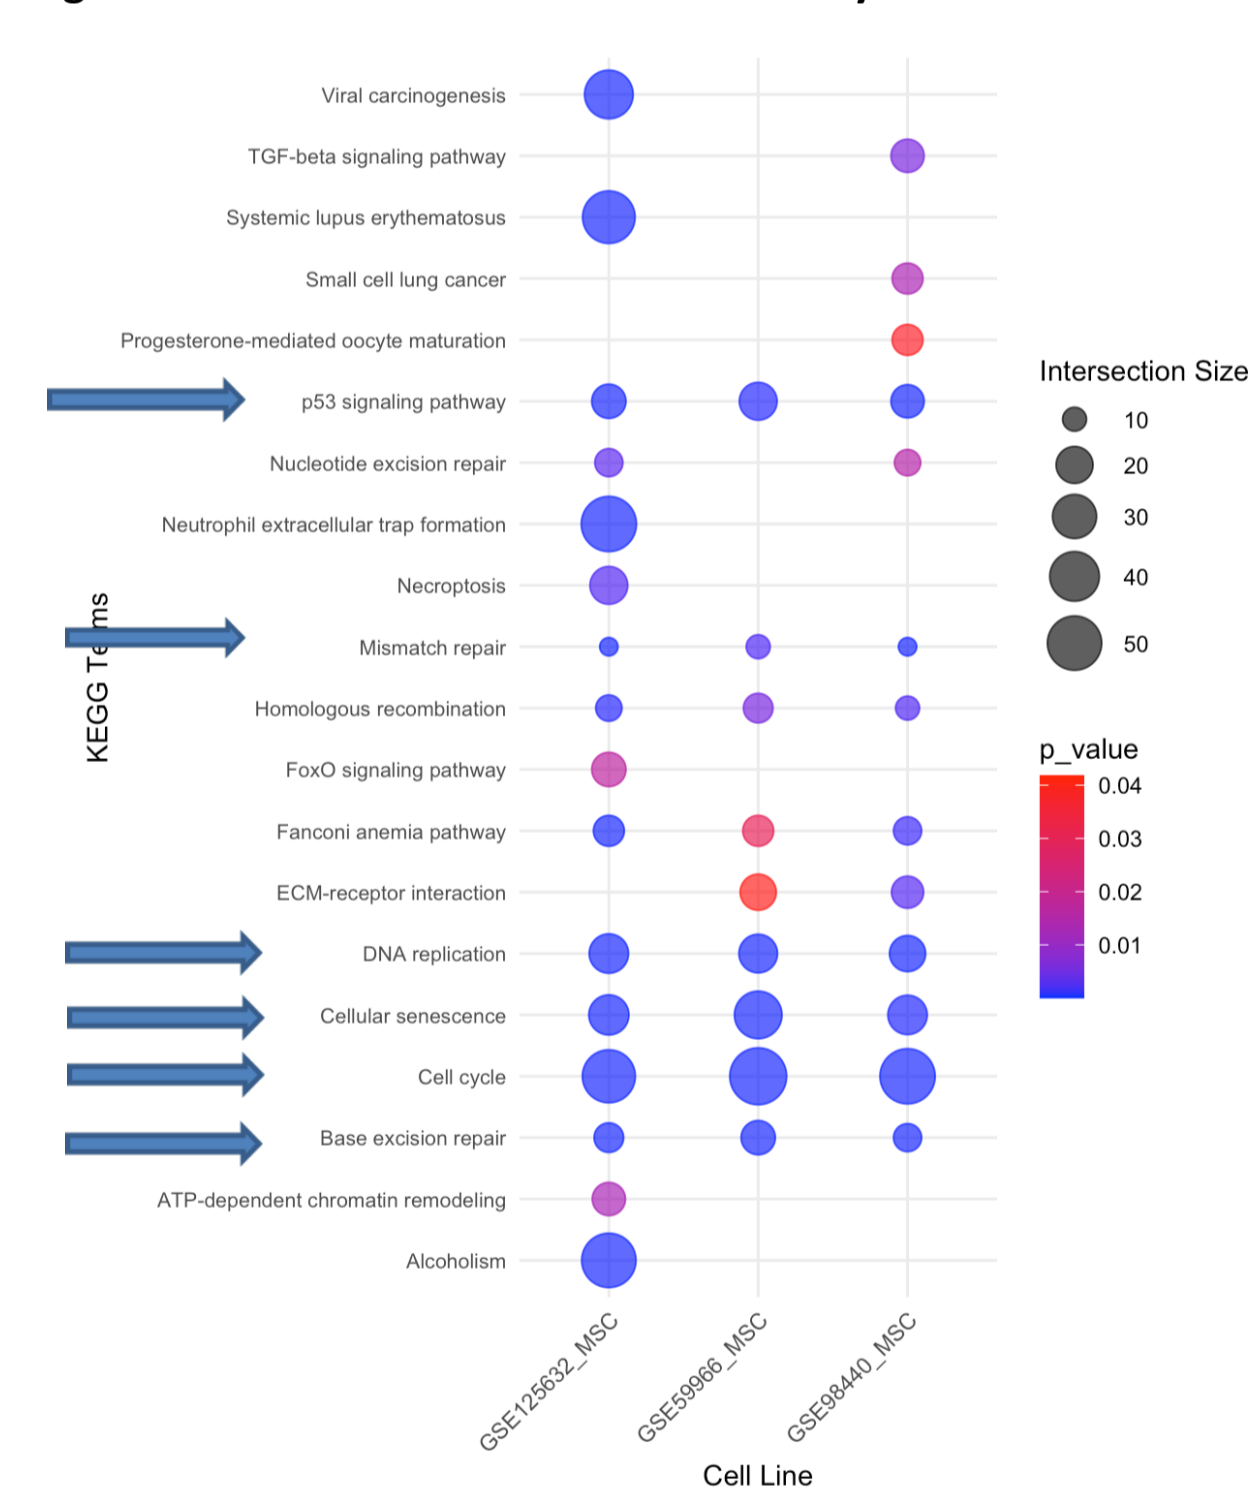 Viral carcinogenesis
TGF-beta signaling pathway
Systemic lupus erythematosus
Small cell lung cancer
Progesterone-mediated oocyte maturation
p53 signaling pathway
Nucleotide excision repair
Neutrophil extracellular trap formation
Necroptosis
Mismatch repair
Homologous recombination
FoxO signaling pathway
Fanconi anemia pathway
ECM-receptor interaction
DNA replication
Cellular senescence
Cell cycle
Base excision repair
ATP-dependent chromatin remodeling
Alcoholism
KEGG Terms
GSE125632_MSC
GSE59966_MSC
GSE98440_MSC
Cell Line
Intersection Size
10
20
30
40
50
p_value
0.04
0.03
0.02
0.01